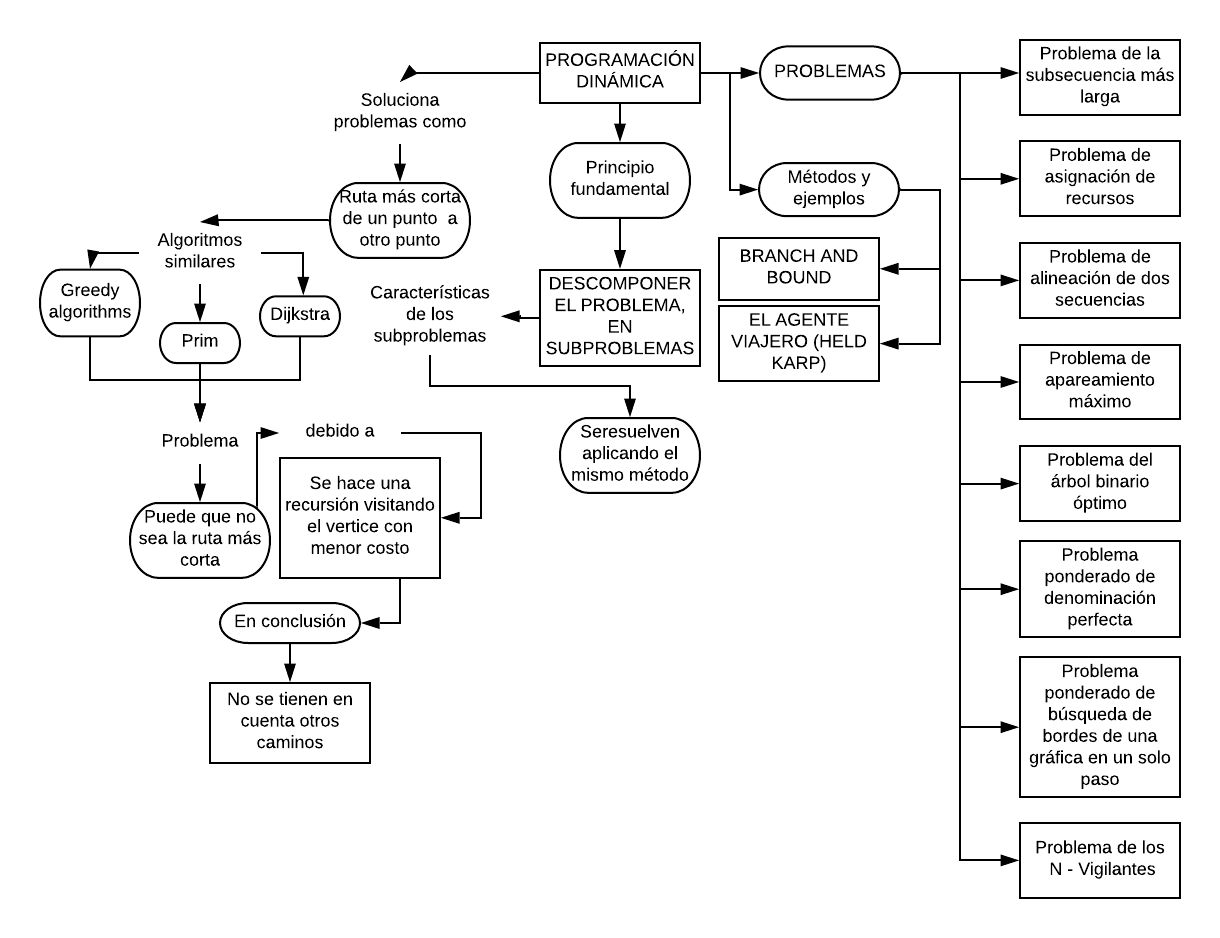 PROGRAMACIÓN
DINÁMICA
PROBLEMAS
Problema de la
subsecuencia más
larga
Soluciona
problemas como
Principio
fundamental
Métodos y
ejemplos
Problema de
asignación de
recursos
Ruta más corta
de un punto a
otro punto
Algoritmos
similares
Greedy
algorithms
Prim
Dijkstra
Características
de los
subproblemas
DESCOMPONER
EL PROBLEMA,
EN
SUBPROBLEMAS
BRANCH AND
BOUND
EL AGENTE
VIAJERO (HELD
KARP)
Problema de
alineación de dos
secuencias
Problema de
apareamiento
máximo
Problema
debido a
Seresuelven
aplicando el
mismo método
Problema del
árbol binario
óptimo
Puede que no
sea la ruta más
corta
Se hace una
recursión visitando
el vertice con
menor costo
Problema
ponderado de
denominación
perfecta
En conclusión
No se tienen en
cuenta otros
caminos
Problema
ponderado de
búsqueda de
bordes de una
gráfica en un solo
paso
Problema de los
N - Vigilantes